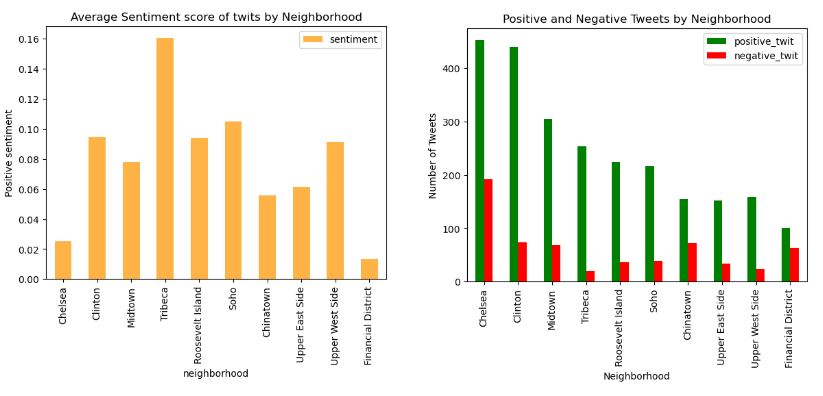 Average Sentiment score of twits by Neighborhood
sentiment
Positive sentiment
0.16
0.14
0.12
0.10
0.08
0.06
0.04
0.02
0.00
Chelsea
Clinton
Midtown
Tribeca
Roosevelt Island
Soho
Chinatown
Upper East Side
Upper West Side
Financial District
neighborhood
Positive and Negative Tweets by Neighborhood
positive_twit
negative_twit
Number of Tweets
400
300
200
100
0
Chelsea
Clinton
Midtown
Tribeca
Roosevelt Island
Soho
Chinatown
Upper East Side
Upper West Side
Financial District
Neighborhood